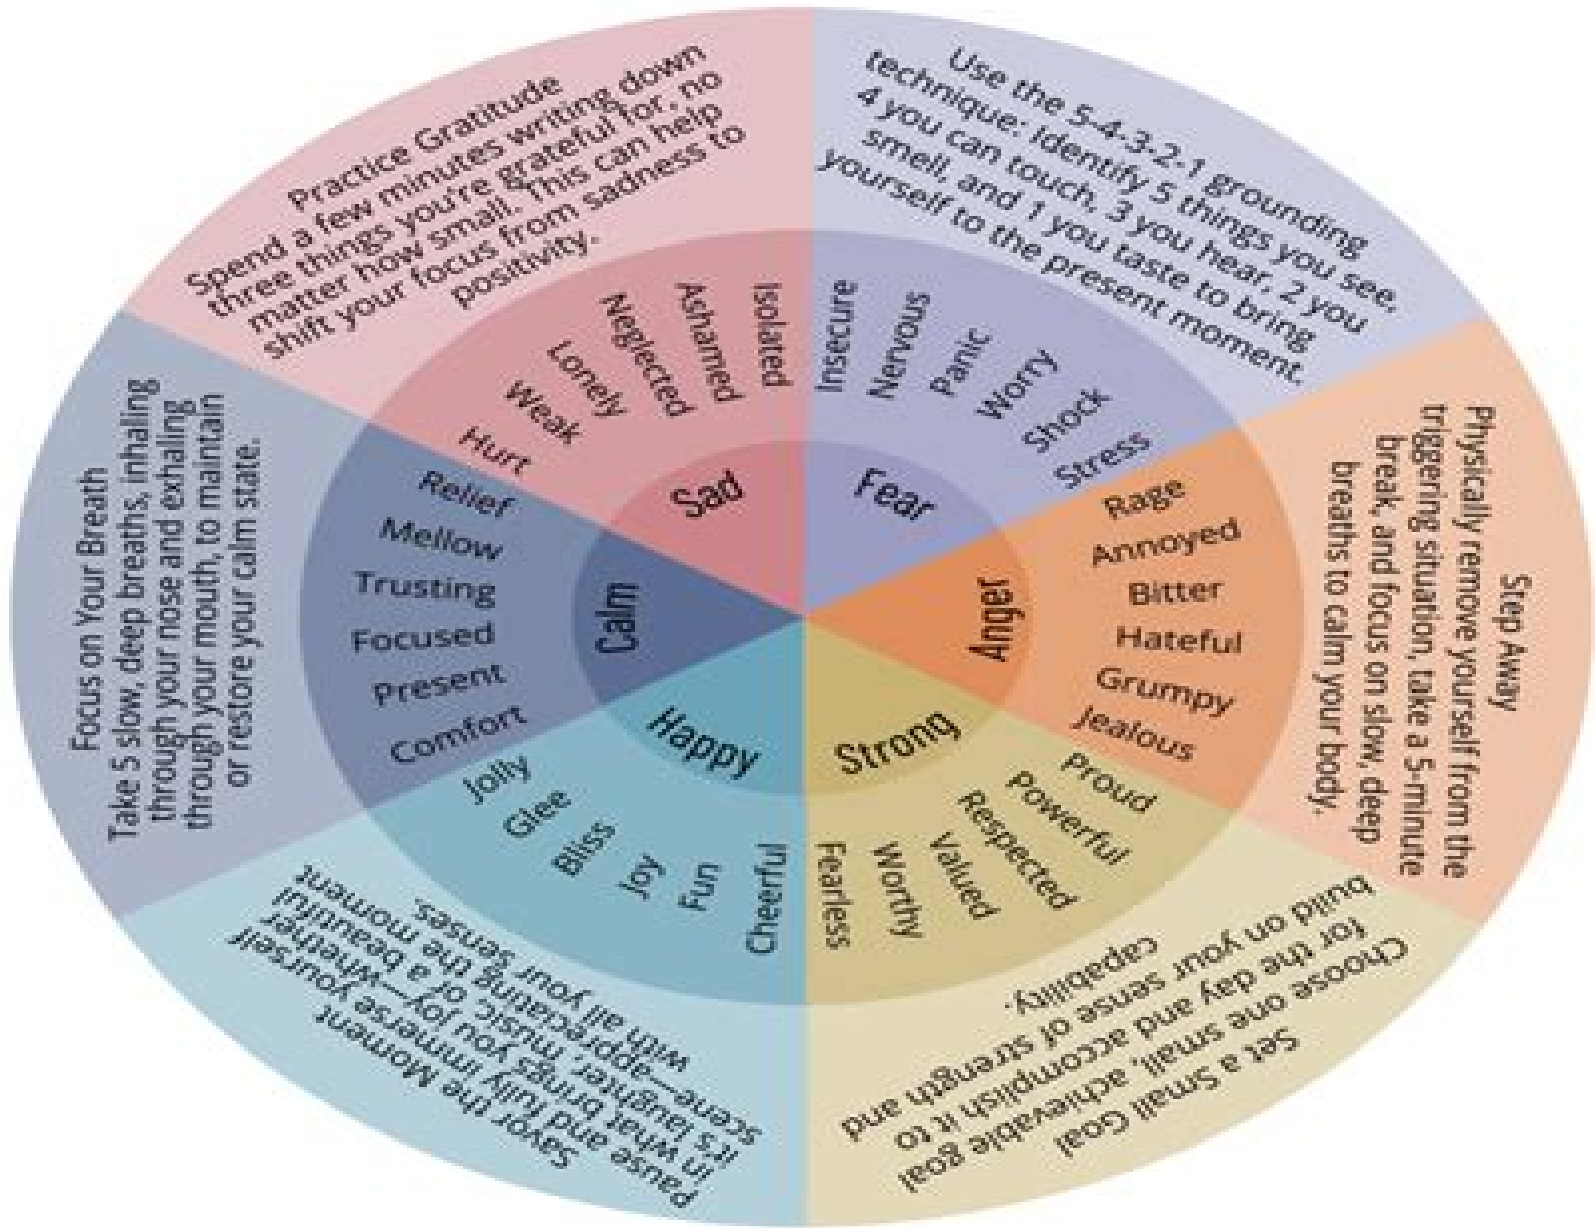 Practice Gratitude
Spend a few minutes writing down
three things you're grateful for, no
matter how small. This can help
shift your focus from sadness to
positivity.
Use the 5-4-3-2-1 grounding
technique: Identify 5 things you see,
4 you can touch, 3 you hear, 2 you
smell, and 1 you taste to bring
yourself to the present moment.
Step Away
Physically remove yourself from the
triggering situation, take a 5-minute
break, and focus on slow, deep
breaths to calm your body.
Set a Small Goal
Choose one small, achievable goal
for the day and accomplish it to
build on your sense of strength and
capability.
Savor the Moment
Pause and fully immerse yourself
in what brings you joy—whether
it's laughter, music, or a beautiful
scene—appreciating the moment
with all your senses.
Focus on Your Breath
Take 5 slow, deep breaths, inhaling
through your nose and exhaling
through your mouth, to maintain
or restore your calm state.
Sad
Hurt
Weak
Lonely
Neglected
Ashamed
Isolated
Fear
Insecure
Nervous
Panic
Worry
Shock
Stress
Anger
Rage
Annoyed
Bitter
Hateful
Grumpy
Jealous
Strong
Proud
Powerful
Respected
Valued
Worthy
Fearless
Happy
Cheerful
Fun
Joy
Bliss
Glee
Jolly
Calm
Comfort
Present
Focused
Trusting
Mellow
Relief